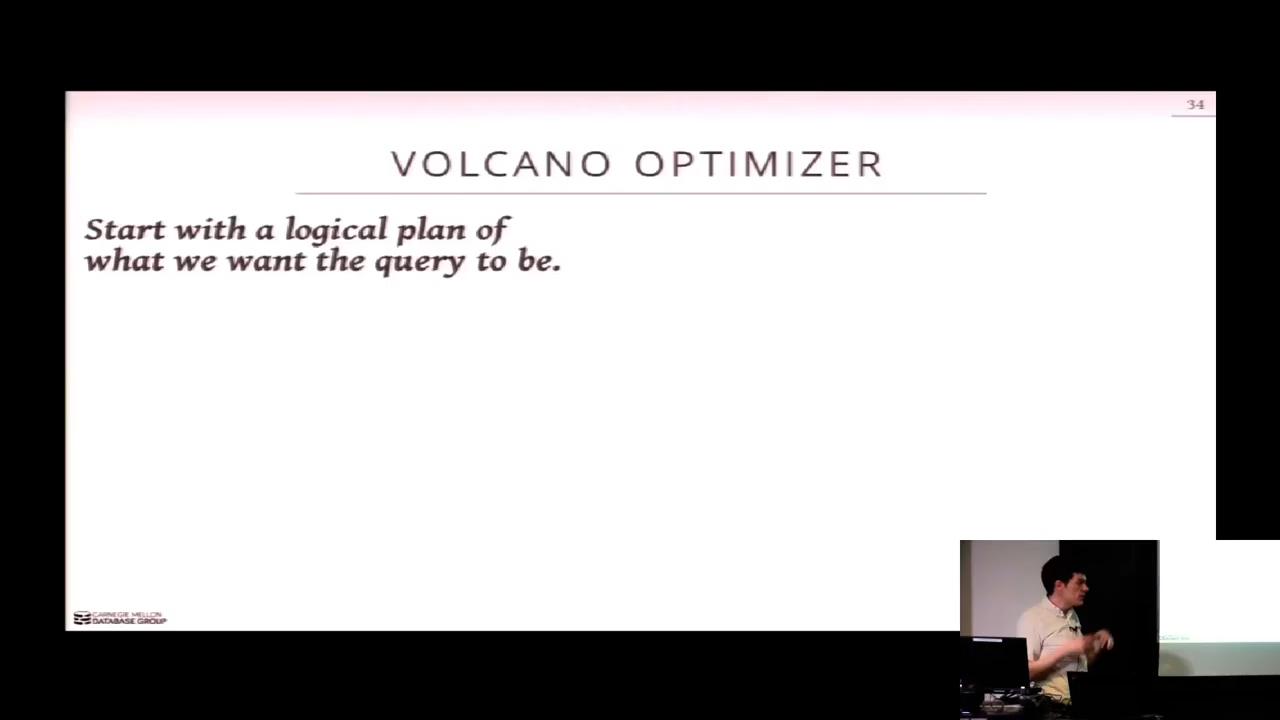 34
VOLCANO OPTIMIZER
Start with a logical plan of
what we want the query to be.
CARNEGIE MELLON
DATABASE GROUP